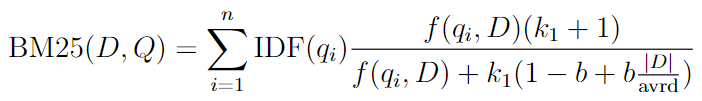 BM25(D, Q) = \sum_{i=1}^{n} IDF(q_i) \frac{f(q_i, D)(k_1 + 1)}{f(q_i, D) + k_1(1 - b + b\frac{|D|}{avrd})}